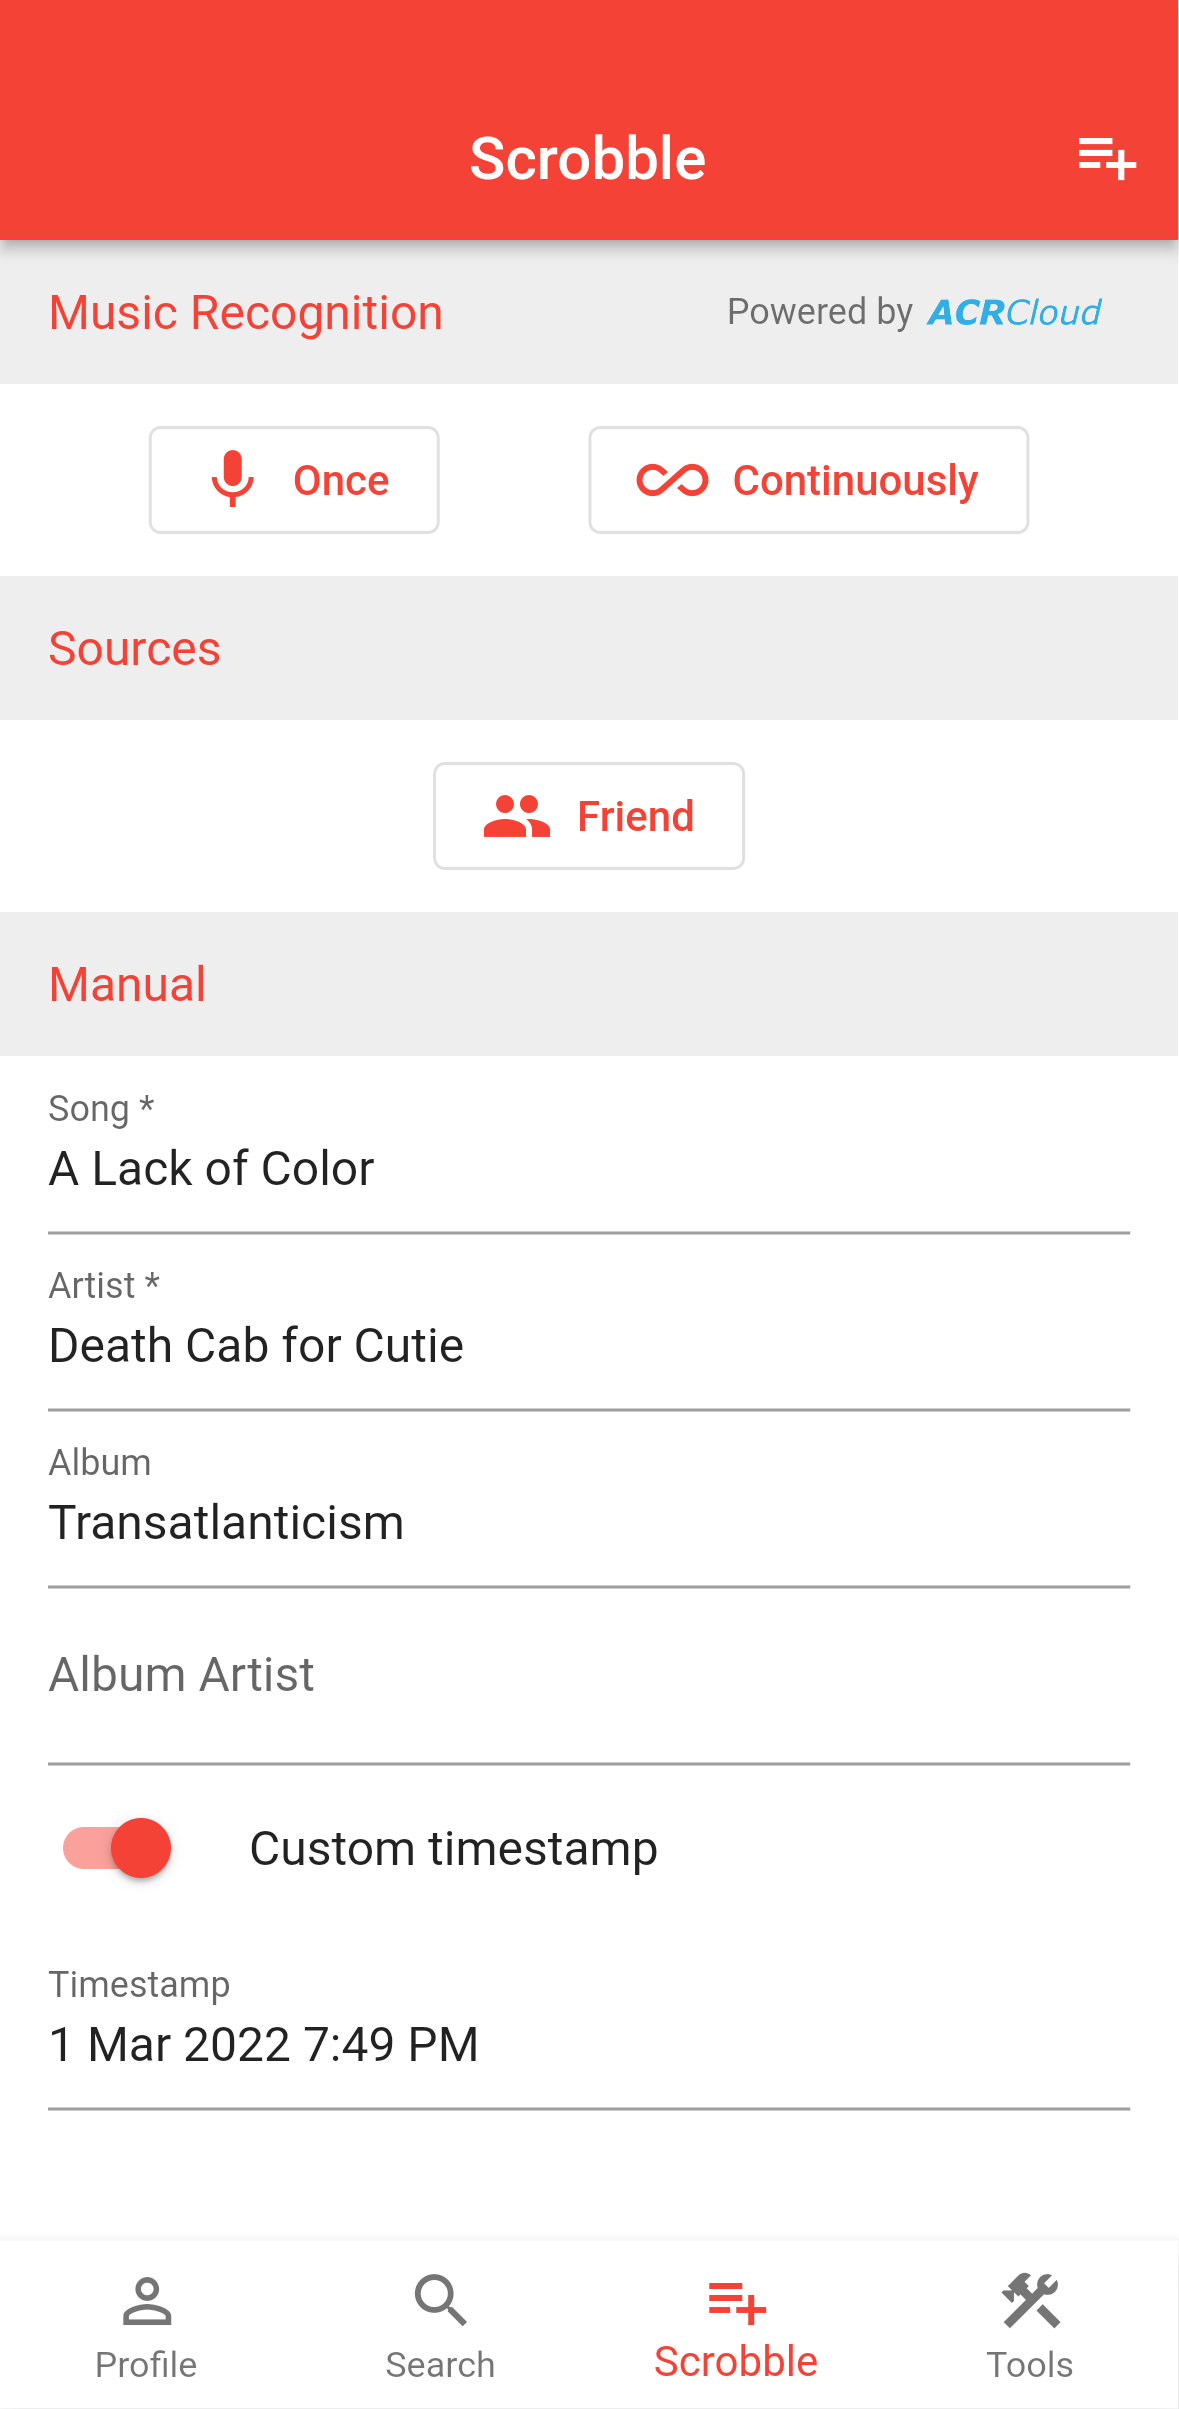 Scrobble
Music Recognition
Powered by ACRCloud
Once
Continuously
Sources
Friend
Manual
Song *
A Lack of Color
Artist *
Death Cab for Cutie
Album
Transatlanticism
Album Artist
Custom timestamp
Timestamp
1 Mar 2022 7:49 PM
Profile
Search
Scrobble
Tools